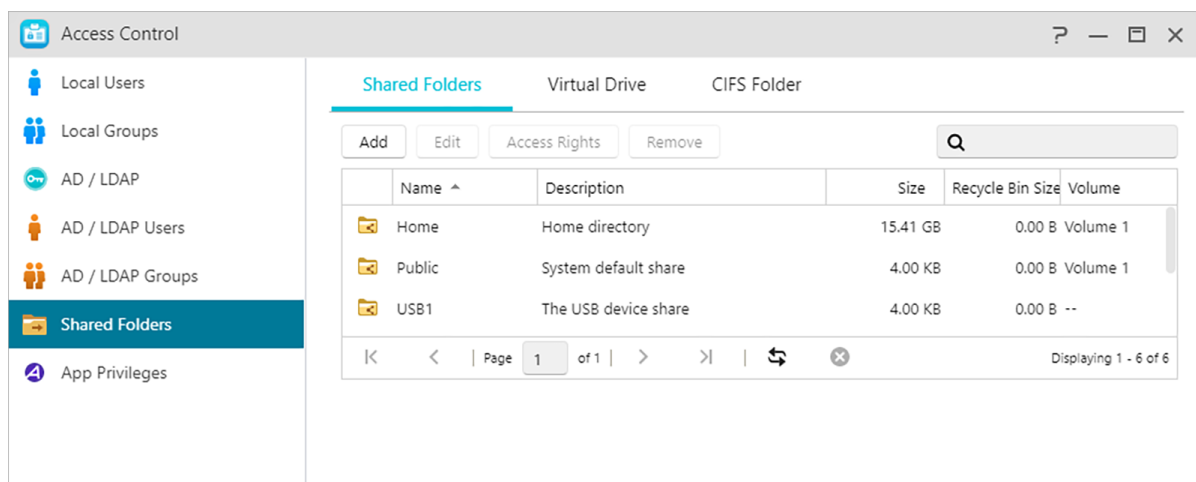 Access Control
Local Users
Local Groups
AD / LDAP
AD / LDAP Users
AD / LDAP Groups
Shared Folders
App Privileges
Shared Folders Virtual Drive CIFS Folder
Add Edit Access Rights Remove
Name Description Size Recycle Bin Size Volume
Home Home directory 15.41 GB 0.00 B Volume 1
Public System default share 4.00 KB 0.00 B Volume 1
USB1 The USB device share 4.00 KB 0.00 B --
Page 1 of 1 Displaying 1 - 6 of 6